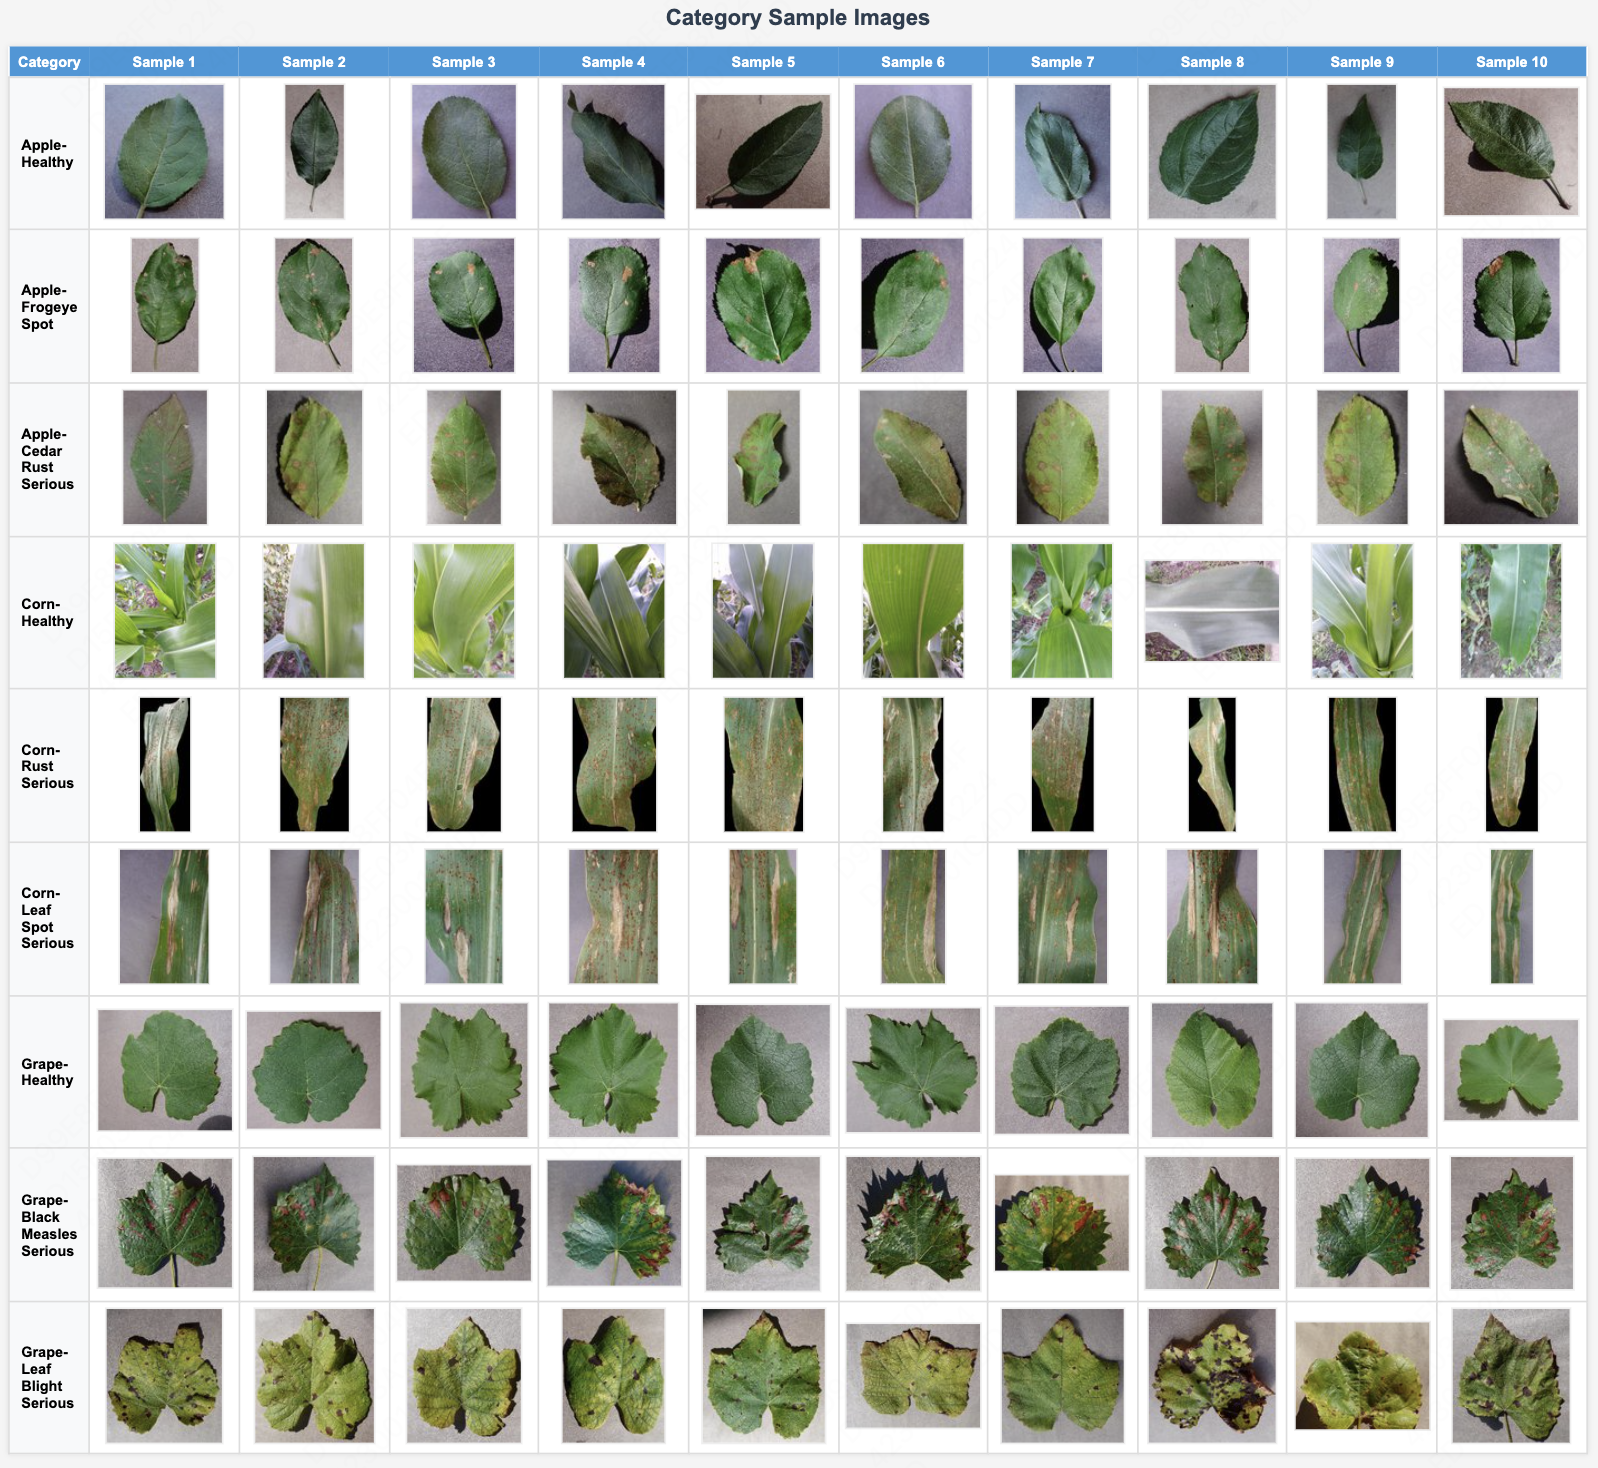 Category Sample Images
Category Sample 1 Sample 2 Sample 3 Sample 4 Sample 5 Sample 6 Sample 7 Sample 8 Sample 9 Sample 10
Apple-
Healthy
Apple-
Frogeye
Spot
Apple-
Cedar
Rust
Serious
Corn-
Healthy
Corn-
Rust
Serious
Corn-
Leaf
Spot
Serious
Grape-
Healthy
Grape-
Black
Measles
Serious
Grape-
Leaf
Blight
Serious